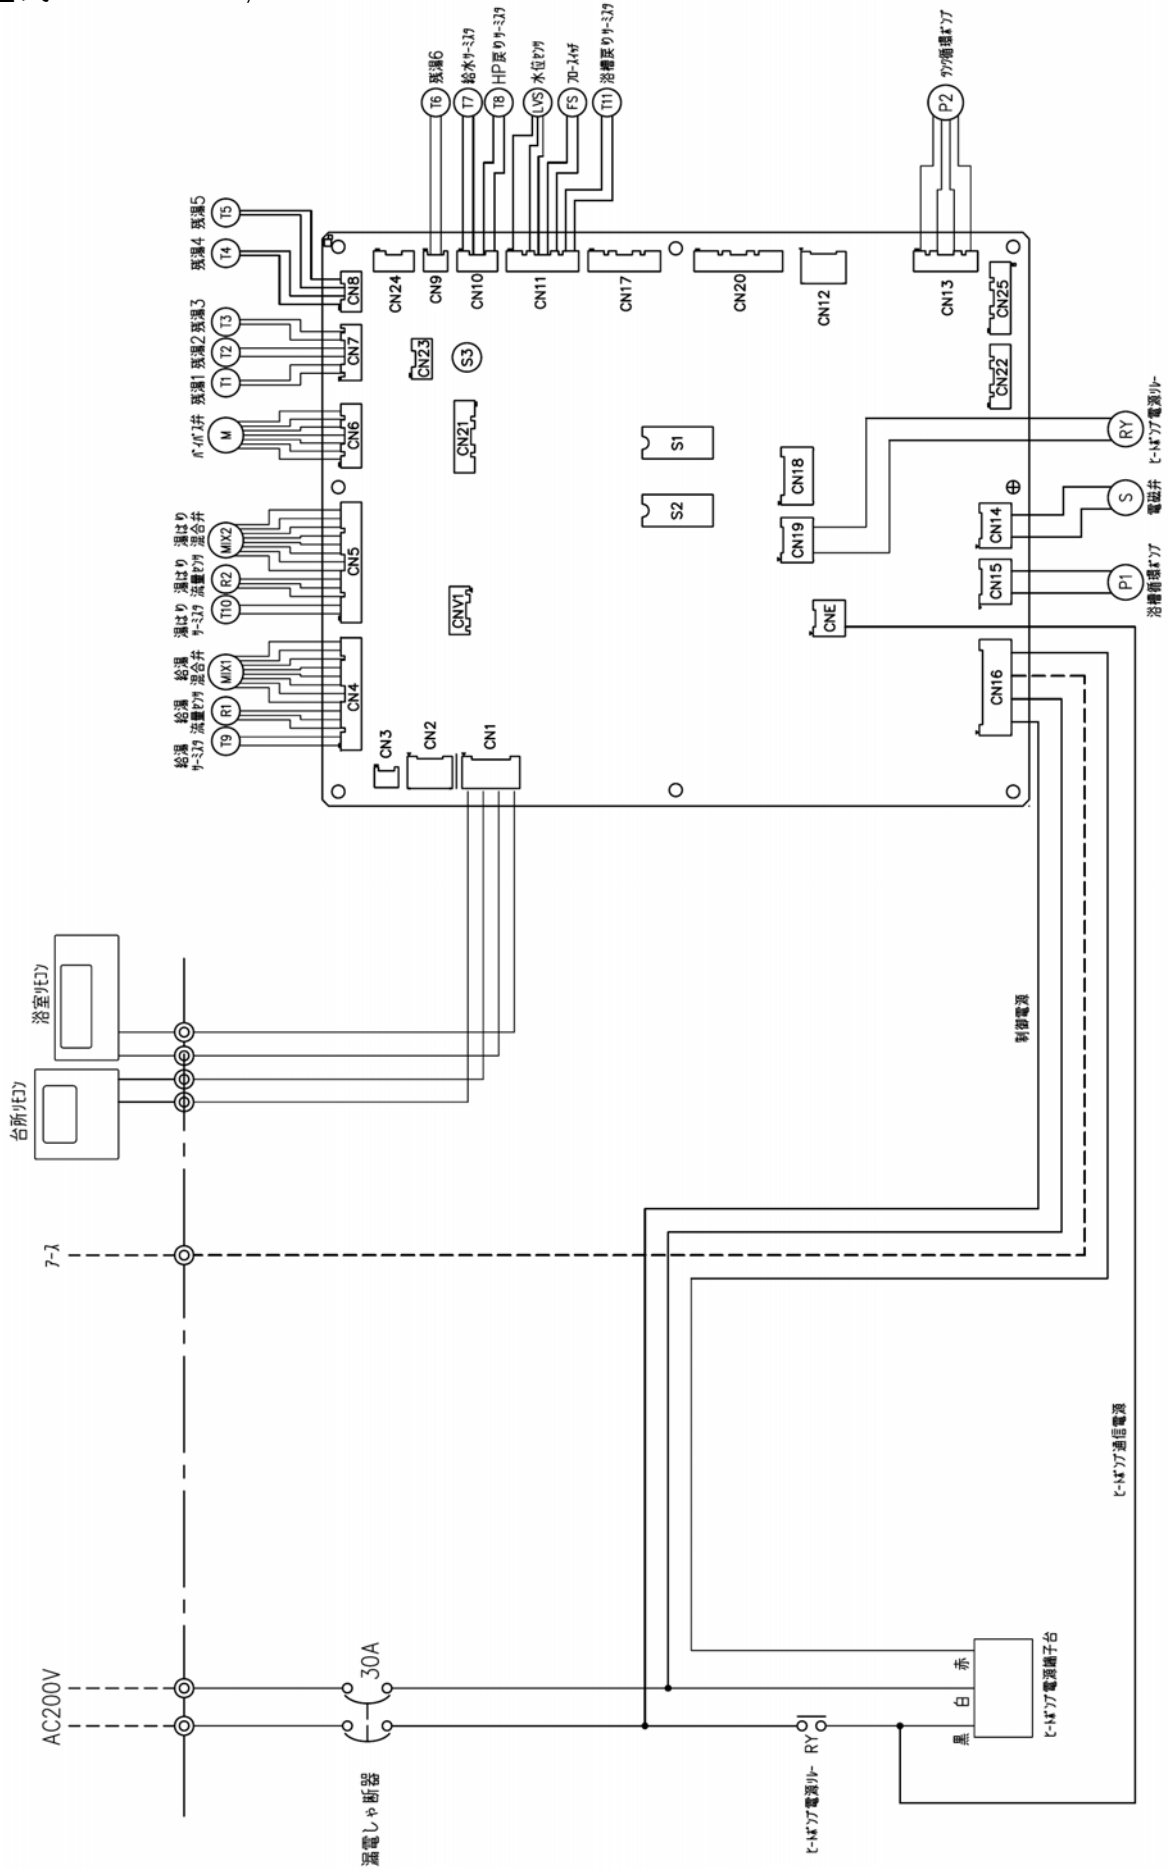 残湯6
T6
給水ｻｰﾐｽﾀ
T7
HP戻りｻｰﾐｽﾀ
T8
水位ｾﾝｻ
LVS
ﾌﾛｰｽｲｯﾁ
FS
浴槽戻りｻｰﾐｽﾀ
T11
ﾀﾝｸ循環ﾎﾟﾝﾌﾟ
P2
残湯5
T5
残湯4
T4
残湯3
T3
残湯2
T2
残湯1
T1
ﾊﾞｲﾊﾟｽ弁
M
湯はり
混合弁
MIX2
湯はり
流量ｾﾝｻ
R2
湯はり
ｻｰﾐｽﾀ
T10
給湯
混合弁
MIX1
給湯
流量ｾﾝｻ
R1
給湯
ｻｰﾐｽﾀ
T9
CN8
CN7
CN6
CN5
CN4
CN24
CN9
CN10
CN11
CN17
CN20
CN12
CN13
CN25
CN22
CN23
S3
CN21
S1
S2
CN18
CN19
CNV1
CNE
CN14
CN15
CN16
CN3
CN2
CN1
RY
ﾋｰﾄﾎﾟﾝﾌﾟ電源ﾘﾚｰ
S
電磁弁
P1
浴槽循環ﾎﾟﾝﾌﾟ
浴室ﾘﾓｺﾝ
台所ﾘﾓｺﾝ
ｱｰｽ
制御電源
ﾋｰﾄﾎﾟﾝﾌﾟ通信電源
AC200V
30A
漏電しゃ断器
ﾋｰﾄﾎﾟﾝﾌﾟ電源ﾘﾚｰ RY
赤
白
黒
ﾋｰﾄﾎﾟﾝﾌﾟ電源端子台